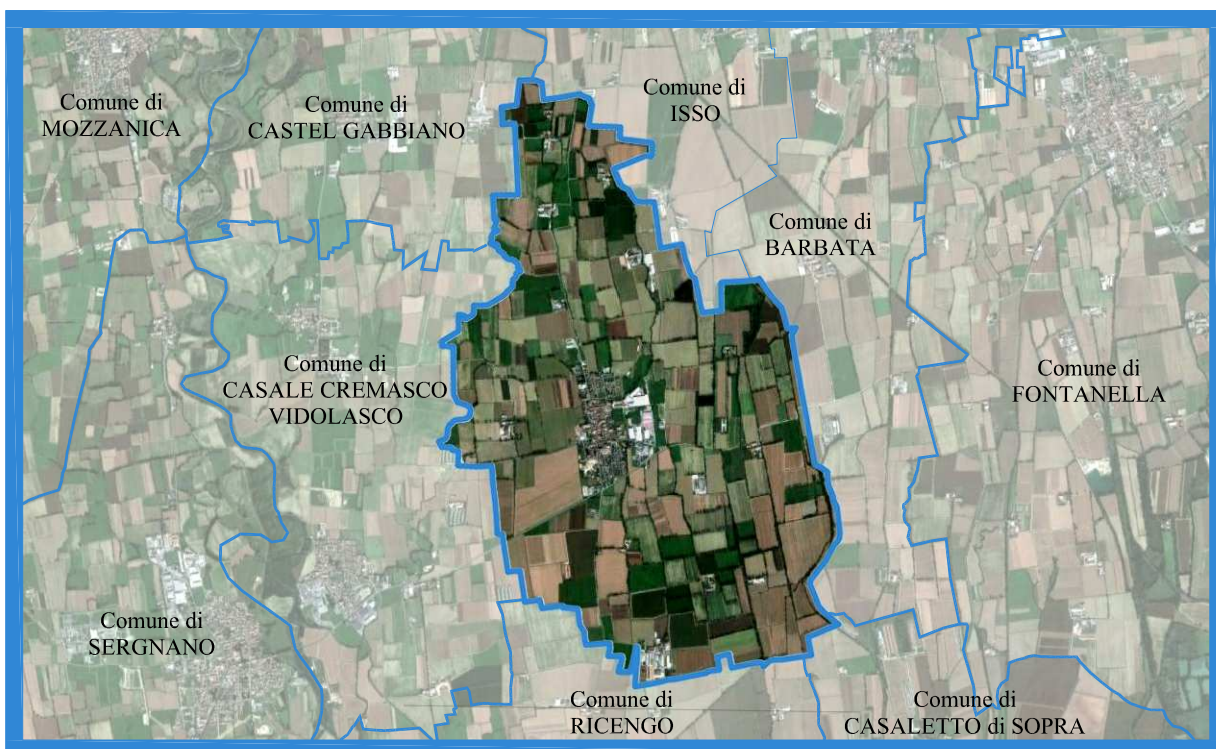 Comune di
MOZZANICA
Comune di
CASTEL GABBIANO
Comune di
ISSO
Comune di
BARBATA
Comune di
CASALE CREMASCO
VIDOLASCO
Comune di
FONTANELLA
Comune di
SERGNANO
Comune di
RICENGO
Comune di
CASALETTO di SOPRA